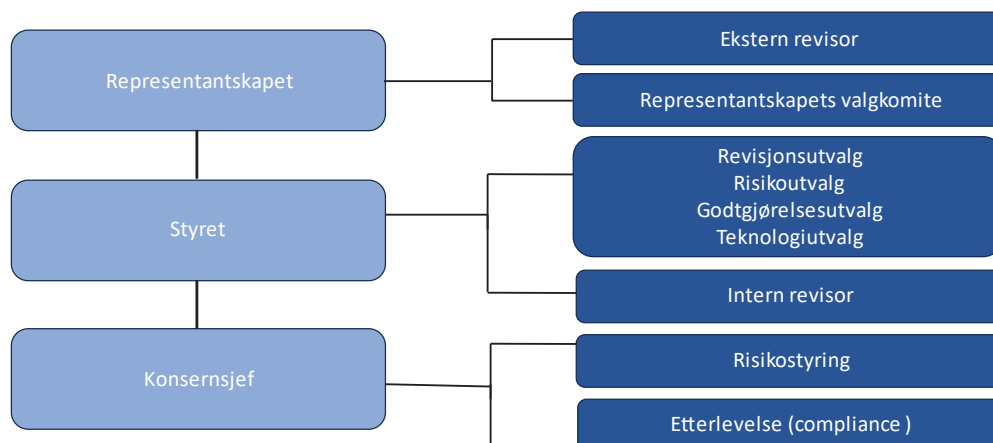 Representantskapet
Ekstern revisor
Representantskapets valgkomite
Styret
Revisjonsutvalg
Risikoutvalg
Godtgjørelsesutvalg
Teknologiutvalg
Intern revisor
Konsernsjef
Risikostyring
Etterlevelse (compliance )